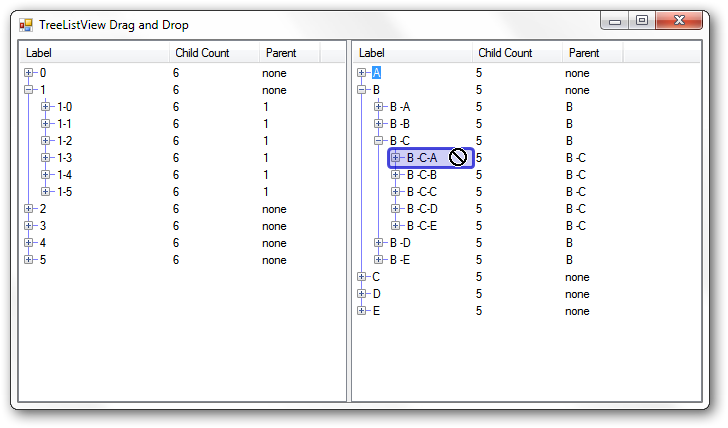 TreeListView Drag and Drop
Label Child Count Parent
0 6 none
1 6 none
1-0 6 1
1-1 6 1
1-2 6 1
1-3 6 1
1-4 6 1
1-5 6 1
2 6 none
3 6 none
4 6 none
5 6 none
Label Child Count Parent
A 5 none
B 5 none
B -A 5 B
B -B 5 B
B -C 5 B
B -C-A 5 B -C
B -C-B 5 B -C
B -C-C 5 B -C
B -C-D 5 B -C
B -C-E 5 B -C
B -D 5 B
B -E 5 B
C 5 none
D 5 none
E 5 none